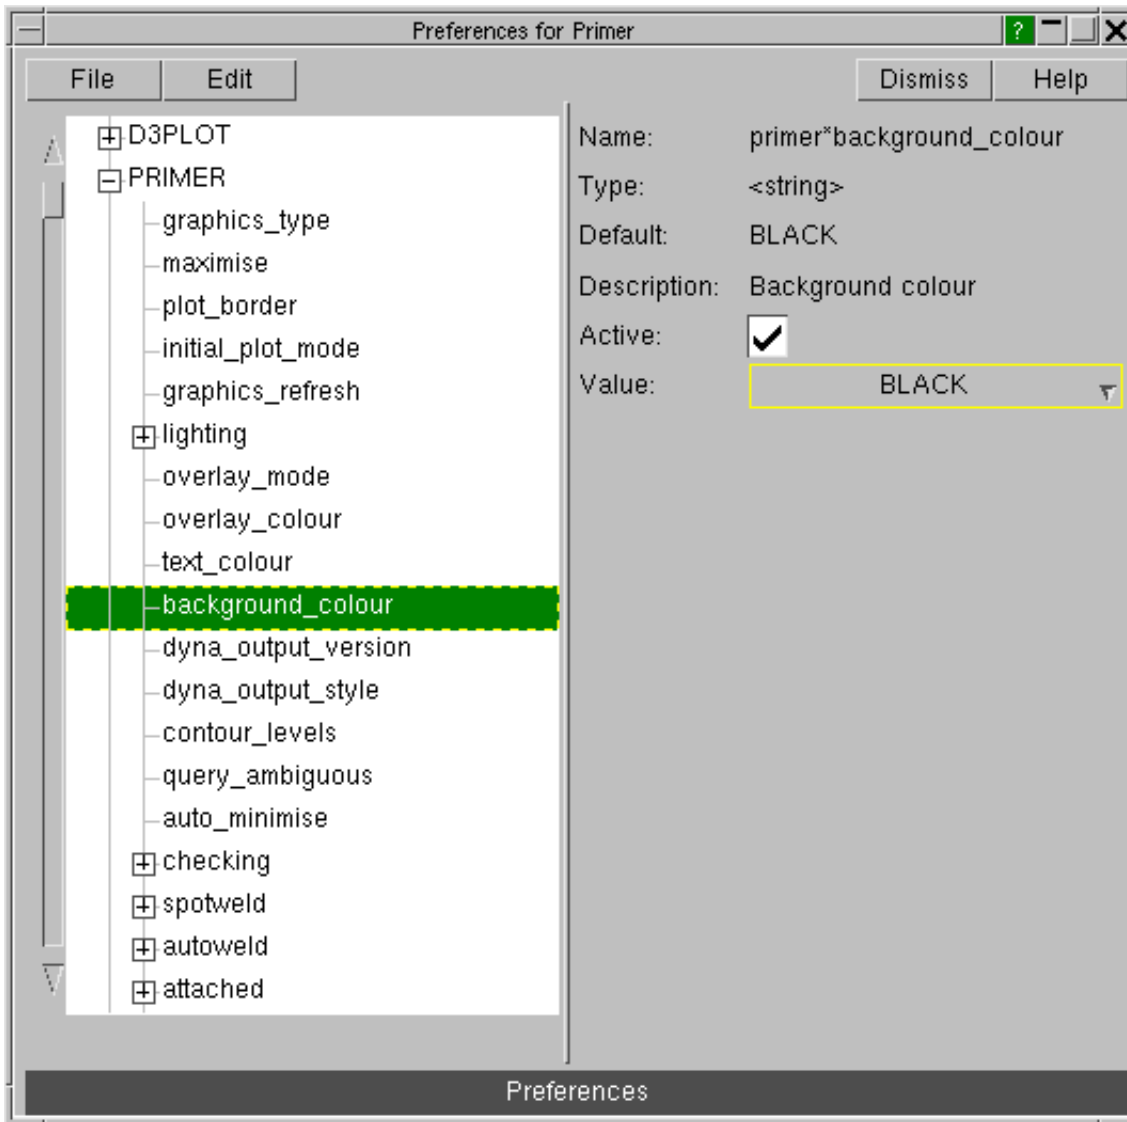 Preferences for Primer
?
File Edit Dismiss Help
D3PLOT
PRIMER
graphics_type
maximise
plot_border
initial_plot_mode
graphics_refresh
lighting
overlay_mode
overlay_colour
text_colour
background_colour
dyna_output_version
dyna_output_style
contour_levels
query_ambiguous
auto_minimise
checking
spotweld
autoweld
attached
Name: primer*background_colour
Type: <string>
Default: BLACK
Description: Background colour
Active:
Value: BLACK
Preferences